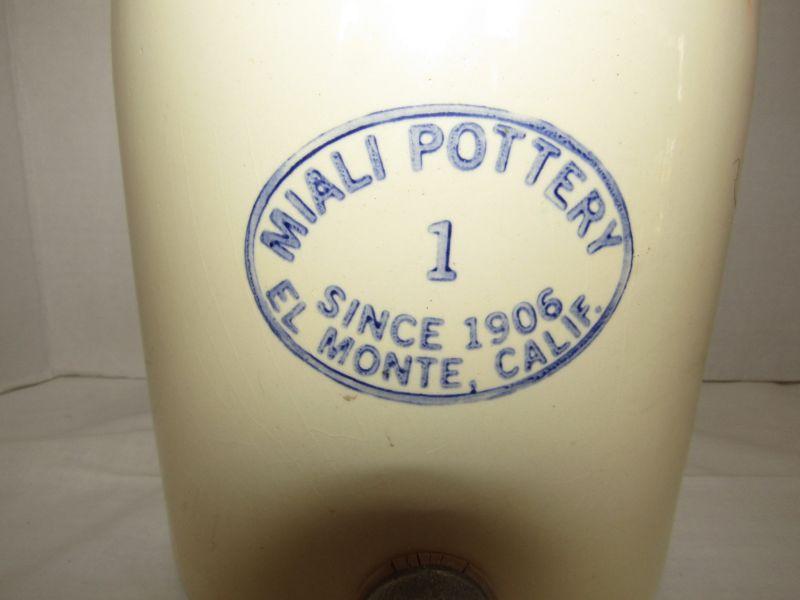 MIALI POTTERY
1
SINCE 1906
EL MONTE, CALIF.